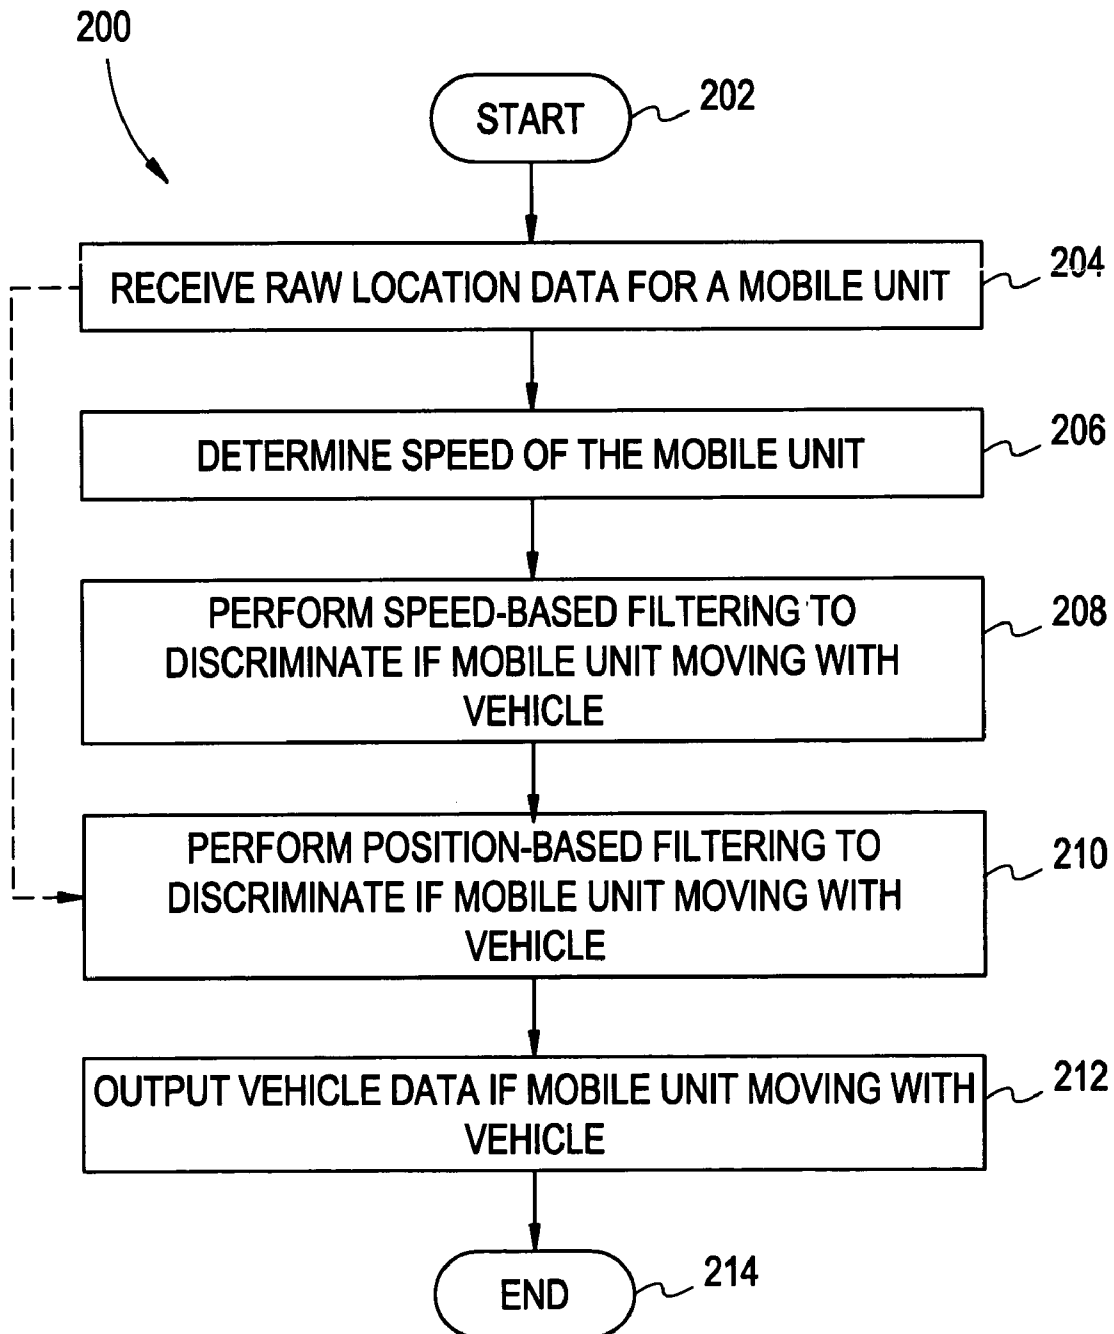 200
START
202
RECEIVE RAW LOCATION DATA FOR A MOBILE UNIT
204
DETERMINE SPEED OF THE MOBILE UNIT
206
PERFORM SPEED-BASED FILTERING TO
DISCRIMINATE IF MOBILE UNIT MOVING WITH
VEHICLE
208
PERFORM POSITION-BASED FILTERING TO
DISCRIMINATE IF MOBILE UNIT MOVING WITH
VEHICLE
210
OUTPUT VEHICLE DATA IF MOBILE UNIT MOVING WITH
VEHICLE
212
END
214